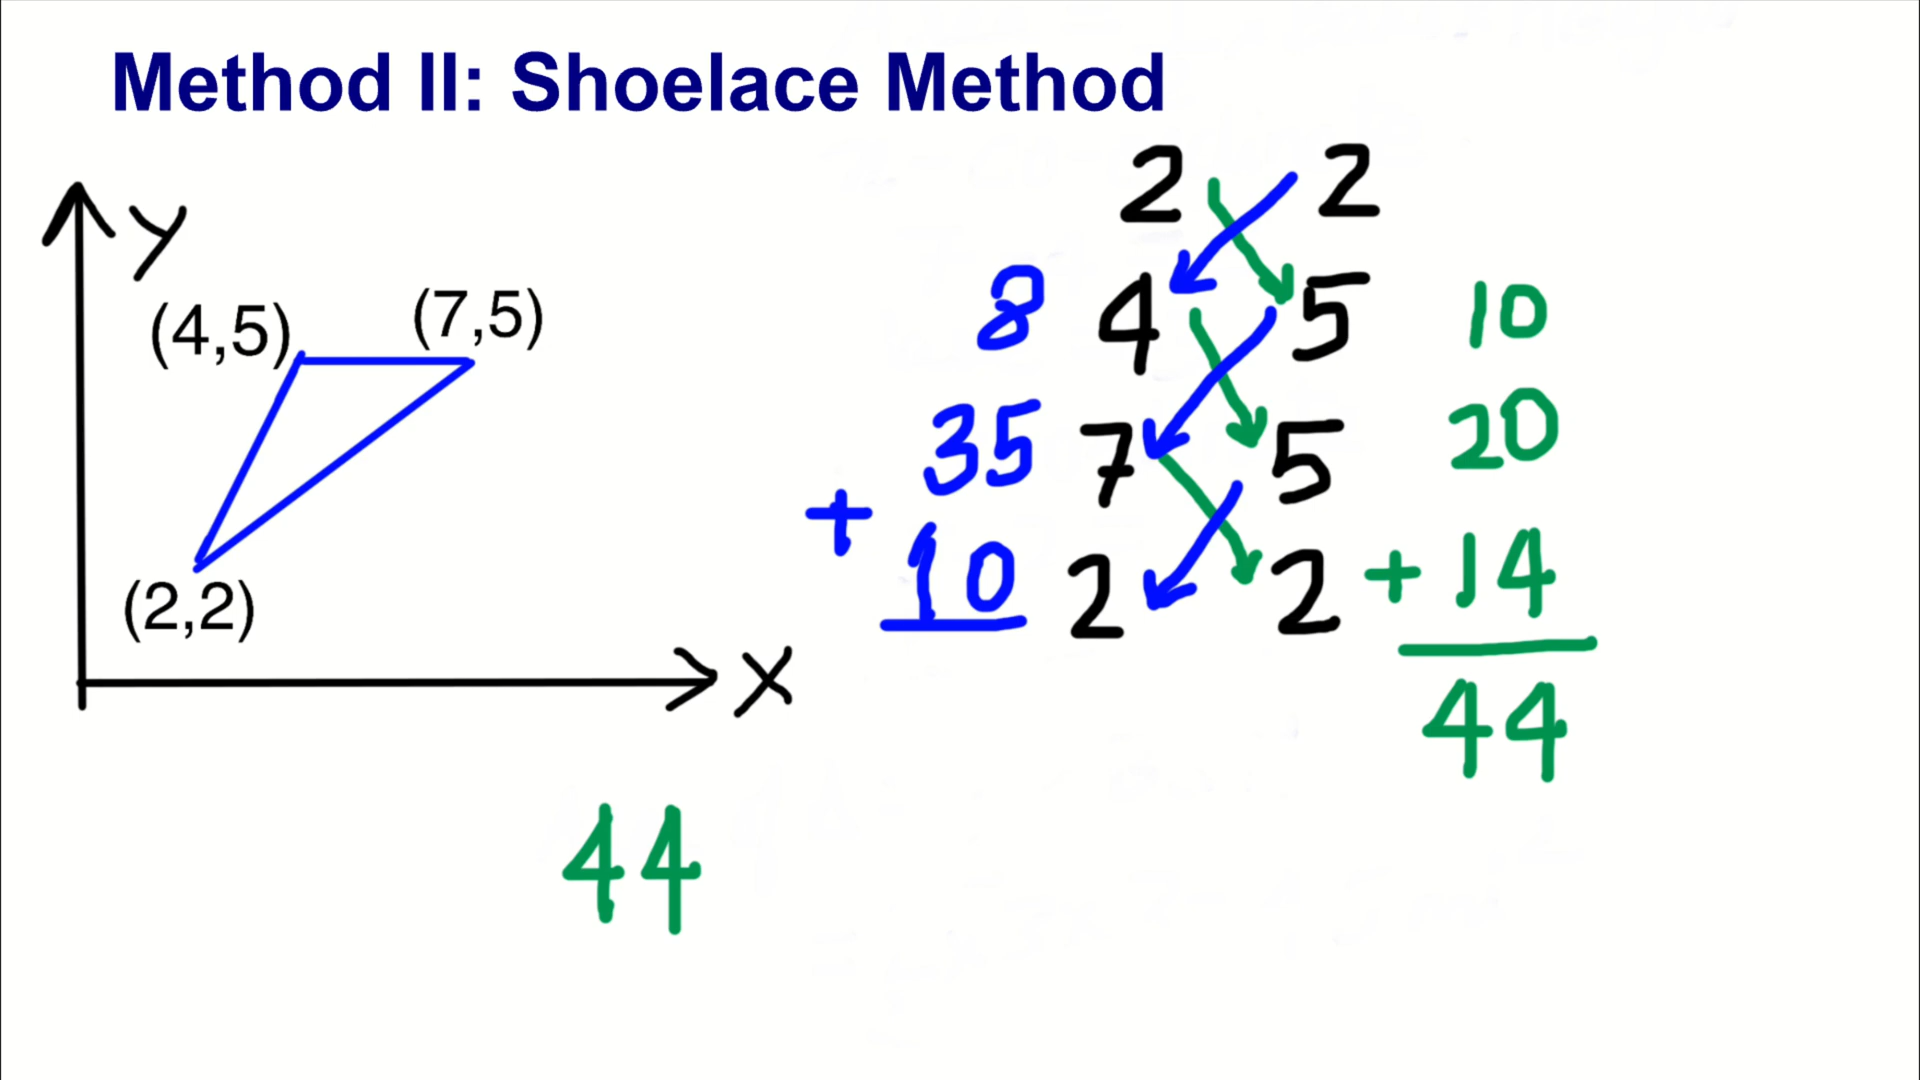 Method II: Shoelace Method
y
(4,5)
(7,5)
(2,2)
x
2 2
8 4 5 10
35 7 5 20
+ 10 2 2 + 14
44
44